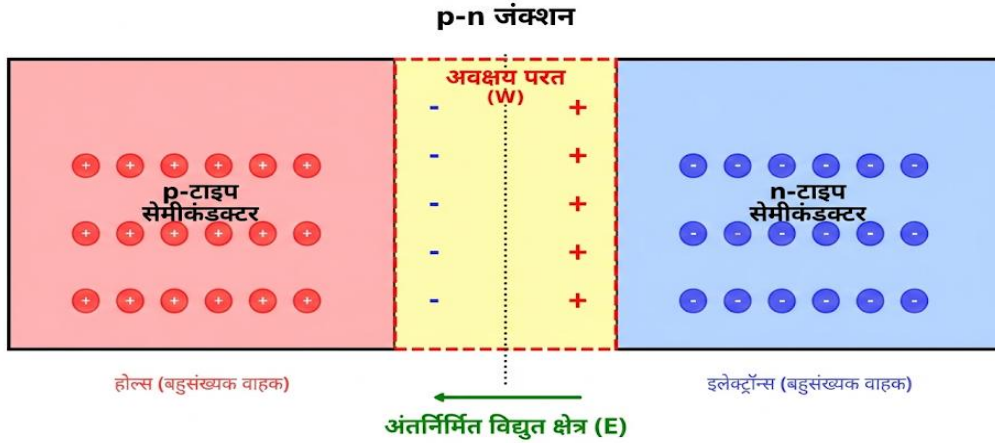 p-n जंक्शन
अवक्षय परत
(W)
- +
+ + + + + + - + - - - - - -
p-टाइप
सेमीकंडक्टर
n-टाइप
सेमीकंडक्टर
- +
+ + + + + + - + - - - - - -
+ + + + + + - + - - - - - -
होल्स (बहुसंख्यक वाहक)
इलेक्ट्रॉन्स (बहुसंख्यक वाहक)
अंतर्निर्मित विद्युत क्षेत्र (E)